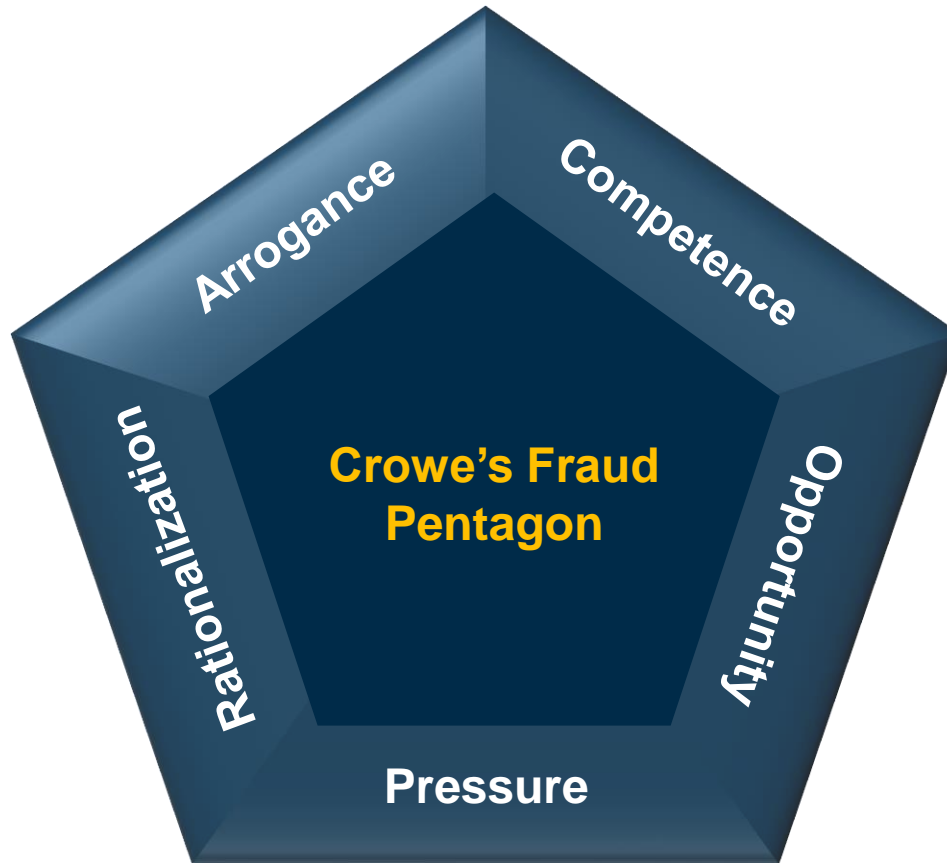 Arrogance
Competence
Rationalization
Crowe’s Fraud
Pentagon
Opportunity
Pressure